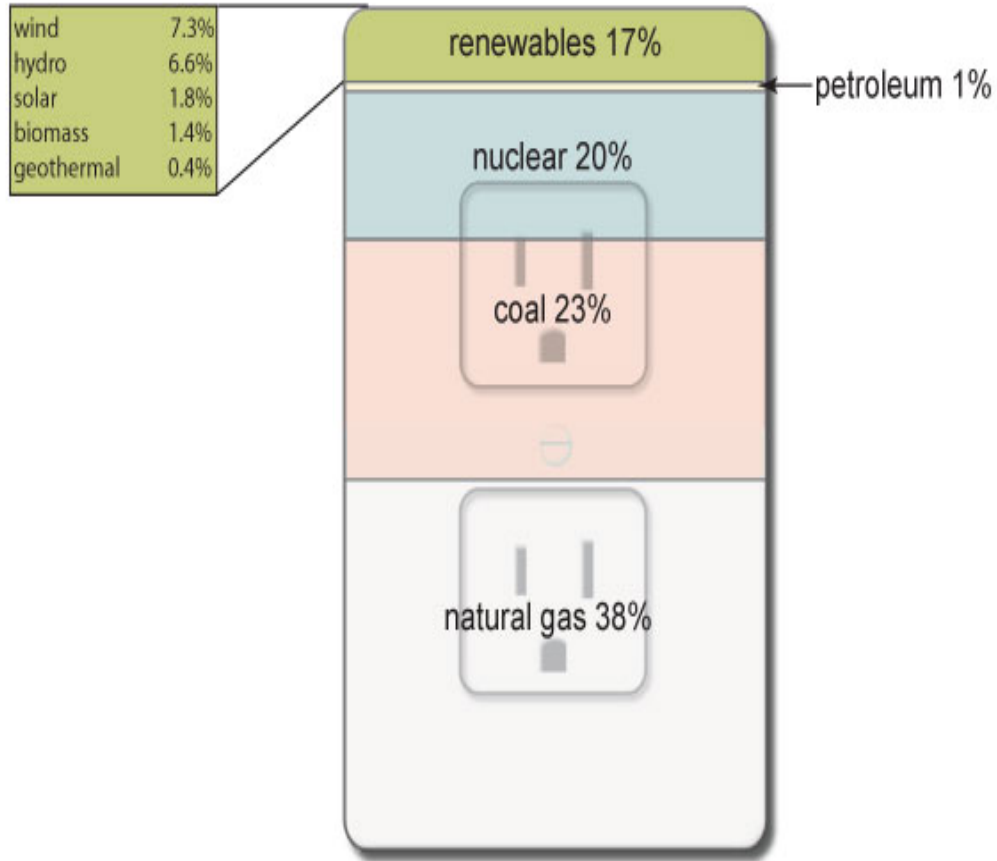 wind 7.3%
hydro 6.6%
solar 1.8%
biomass 1.4%
geothermal 0.4%
renewables 17%
petroleum 1%
nuclear 20%
coal 23%
natural gas 38%